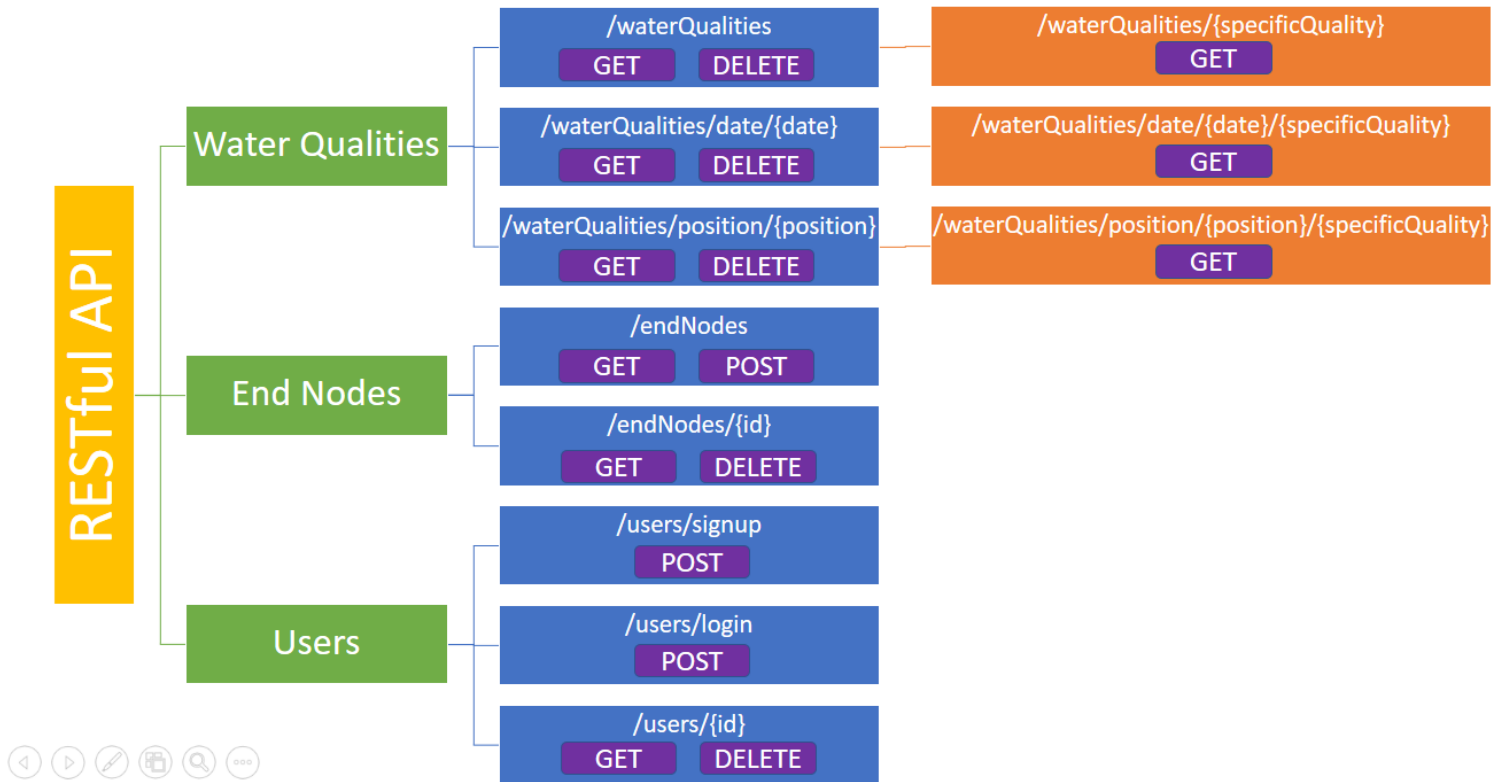 RESTful API
Water Qualities
/waterQualities
GET DELETE
/waterQualities/{specificQuality}
GET
/waterQualities/date/{date}
GET DELETE
/waterQualities/date/{date}/{specificQuality}
GET
/waterQualities/position/{position}
GET DELETE
/waterQualities/position/{position}/{specificQuality}
GET
End Nodes
/endNodes
GET POST
/endNodes/{id}
GET DELETE
Users
/users/signup
POST
/users/login
POST
/users/{id}
GET DELETE